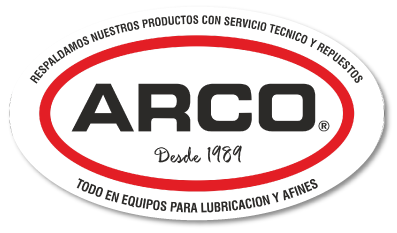 RESPALDAMOS NUESTROS PRODUCTOS CON SERVICIO TECNICO Y REPUESTOS
ARCO®
Desde 1989
TODO EN EQUIPOS PARA LUBRICACION Y AFINES